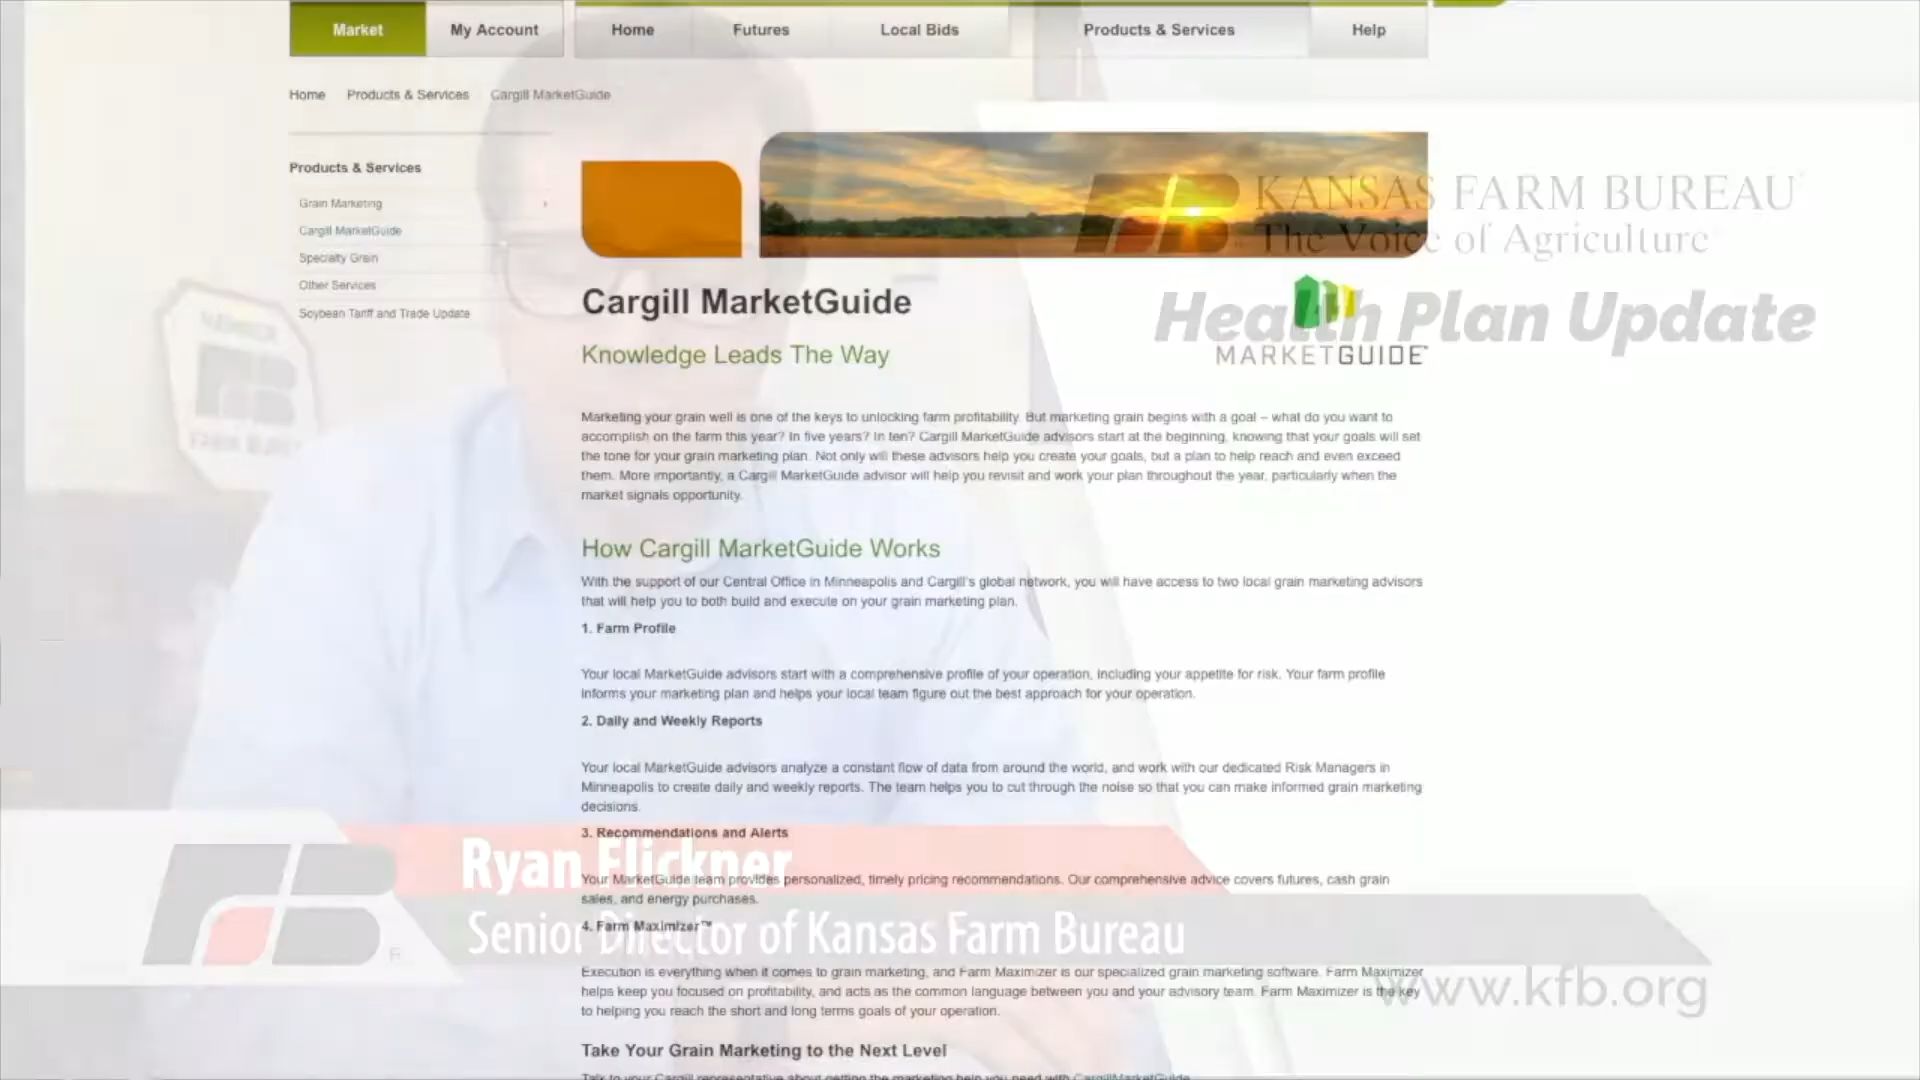 Market
My Account
Home
Futures
Local Bids
Products & Services
Help
Home Products & Services Cargill MarketGuide
Products & Services
Grain Marketing
Cargill MarketGuide
Specialty Grain
Other Services
Soybean Tariff and Trade Update
KANSAS FARM BUREAU
The Voice of Agriculture
Health Plan Update
MARKETGUIDE
MEMBER
FARM BUREAU
Cargill MarketGuide
Knowledge Leads The Way
Marketing your grain well is one of the keys to unlocking farm profitability. But marketing grain begins with a goal – what do you want to
accomplish on the farm this year? In five years? In ten? Cargill MarketGuide advisors start at the beginning, knowing that your goals will set
the tone for your grain marketing plan. Not only will these advisors help you create your goals, but a plan to help reach and even exceed
them. More importantly, a Cargill MarketGuide advisor will help you revisit and work your plan throughout the year, particularly when the
market signals opportunity.
How Cargill MarketGuide Works
With the support of our Central Office in Minneapolis and Cargill's global network, you will have access to two local grain marketing advisors
that will help you to both build and execute on your grain marketing plan.
1. Farm Profile
Your local MarketGuide advisors start with a comprehensive profile of your operation, including your appetite for risk. Your farm profile
informs your marketing plan and helps your local team figure out the best approach for your operation.
2. Daily and Weekly Reports
Your local MarketGuide advisors analyze a constant flow of data from around the world, and work with our dedicated Risk Managers in
Minneapolis to create daily and weekly reports. The team helps you to cut through the noise so that you can make informed grain marketing
decisions.
3. Recommendations and Alerts
Your MarketGuide team provides personalized, timely pricing recommendations. Our comprehensive advice covers futures, cash grain
sales, and energy purchases.
4. Farm Maximizer™
Execution is everything when it comes to grain marketing, and Farm Maximizer is our specialized grain marketing software. Farm Maximizer
helps keep you focused on profitability, and acts as the common language between you and your advisory team. Farm Maximizer is the key
to helping you reach the short and long terms goals of your operation.
Take Your Grain Marketing to the Next Level
Talk to your Cargill representative about getting the marketing help you need with CargillMarketGuide
Ryan Flickner
Senior Director of Kansas Farm Bureau
www.kfb.org